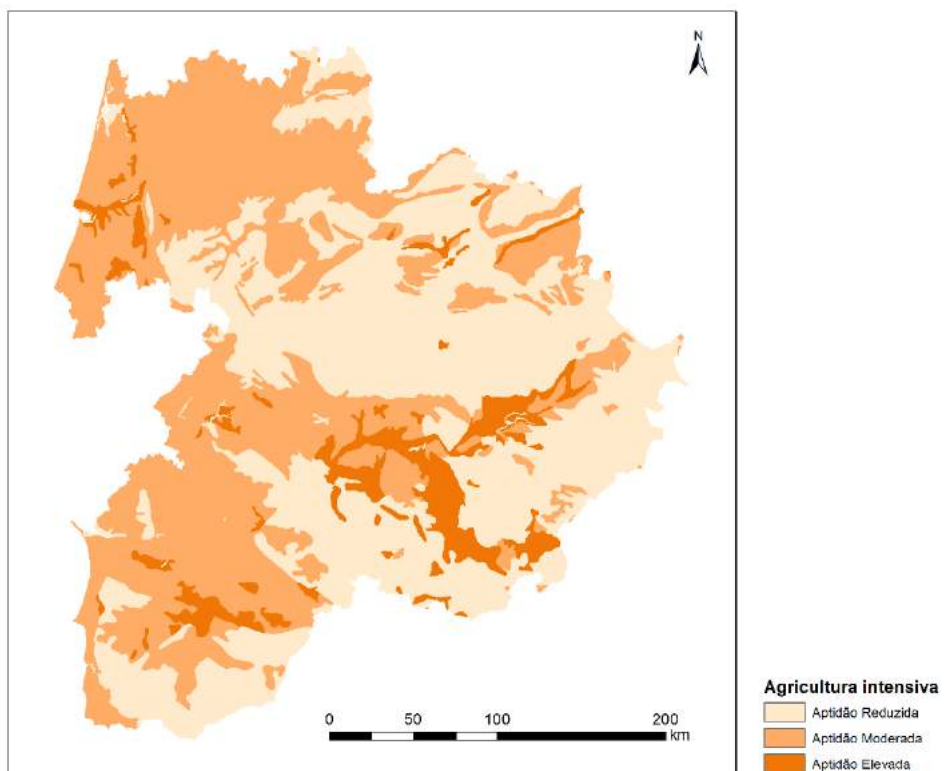 N
0 50 100 200
km
Agricultura intensiva
Aptidão Reduzida
Aptidão Moderada
Aptidão Elevada